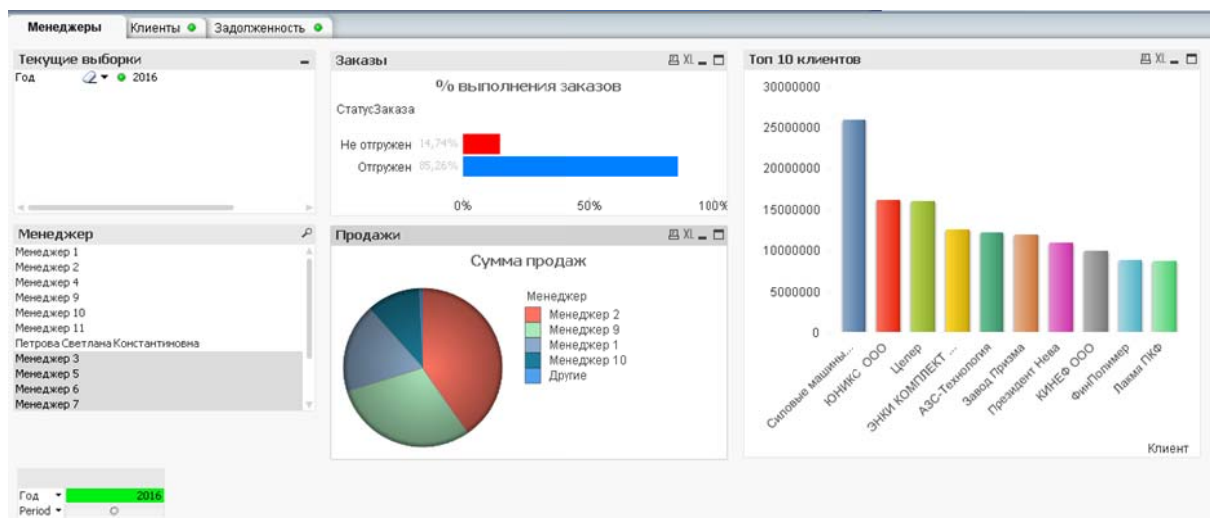 Менеджеры
Клиенты
Задолженность
Текущие выборки
Год 2016
Менеджер
Менеджер 1
Менеджер 2
Менеджер 4
Менеджер 9
Менеджер 10
Менеджер 11
Петрова Светлана Константиновна
Менеджер 3
Менеджер 5
Менеджер 6
Менеджер 7
Год 2016
Period
Заказы XL
% выполнения заказов
СтатусЗаказа
Не отгружен 14,74%
Отгружен 85,26%
0% 50% 100%
Продажи XL
Сумма продаж
Менеджер
Менеджер 2
Менеджер 9
Менеджер 1
Менеджер 10
Другие
Топ 10 клиентов XL
30000000
25000000
20000000
15000000
10000000
5000000
0
Силовые машины...
ЮНИКС ООО
Целер
ЭНКИ КОМПЛЕКТ ...
АЗС-Технология
Завод Призма
Президент Нева
КИНЕФ ООО
ФинПолимер
Лакма ПКФ
Клиент